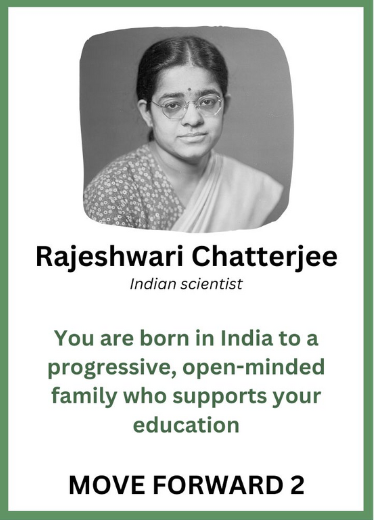 Rajeshwari Chatterjee
Indian scientist
You are born in India to a
progressive, open-minded
family who supports your
education
MOVE FORWARD 2